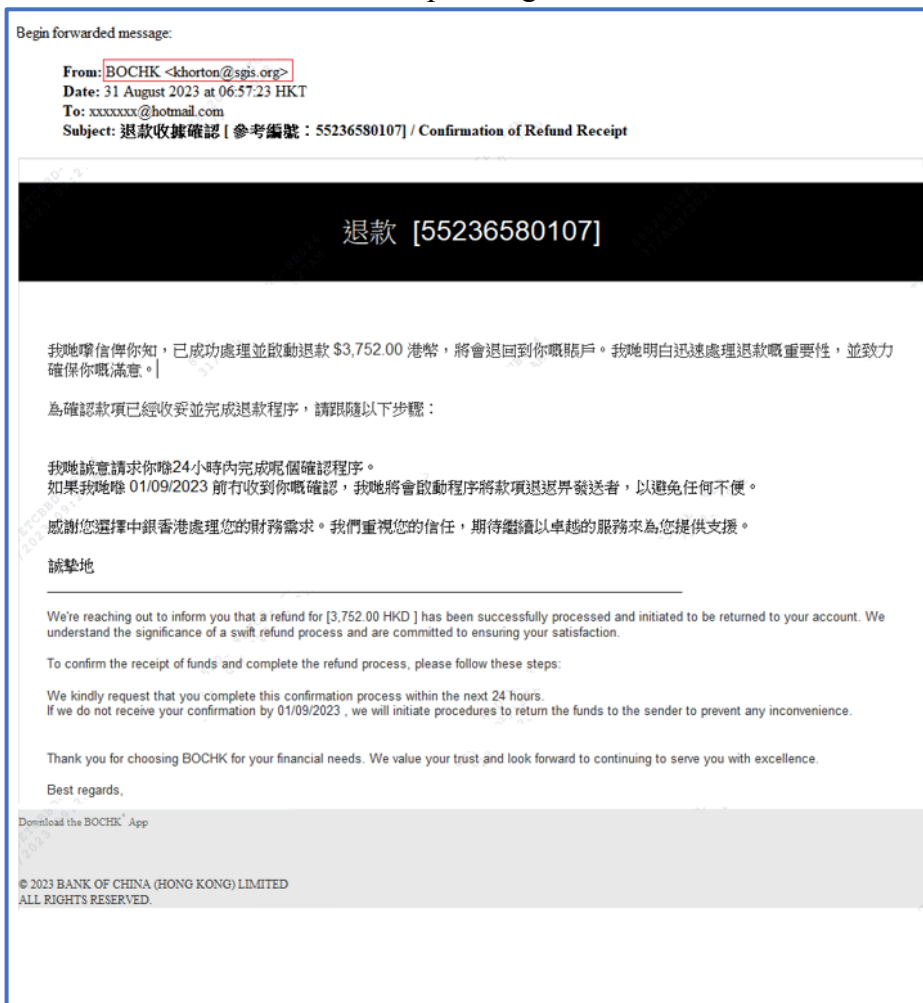 Begin forwarded message:
From: BOCHK <khorton@sgis.org>
Date: 31 August 2023 at 06:57:23 HKT
To: xxxxxxx@hotmail.com
Subject: 退款收據確認 [ 參考編號：55236580107] / Confirmation of Refund Receipt
退款 [55236580107]
我哋嚟信俾你知，已成功處理並啟動退款 $3,752.00 港幣，將會退回到你嘅賬戶。我哋明白迅速處理退款嘅重要性，並致力
確保你嘅滿意。
為確認款項已經收妥並完成退款程序，請跟隨以下步驟：
我哋誠意請求你喺24小時內完成呢個確認程序。
如果我哋喺 01/09/2023 前冇收到你嘅確認，我哋將會啟動程序將款項退返畀發送者，以避免任何不便。
感謝您選擇中銀香港處理您的財務需求。我們重視您的信任，期待繼續以卓越的服務來為您提供支援。
誠摯地
We're reaching out to inform you that a refund for [3,752.00 HKD ] has been successfully processed and initiated to be returned to your account. We
understand the significance of a swift refund process and are committed to ensuring your satisfaction.
To confirm the receipt of funds and complete the refund process, please follow these steps:
We kindly request that you complete this confirmation process within the next 24 hours.
If we do not receive your confirmation by 01/09/2023 , we will initiate procedures to return the funds to the sender to prevent any inconvenience.
Thank you for choosing BOCHK for your financial needs. We value your trust and look forward to continuing to serve you with excellence.
Best regards,
Download the BOCHK* App
© 2023 BANK OF CHINA (HONG KONG) LIMITED
ALL RIGHTS RESERVED.